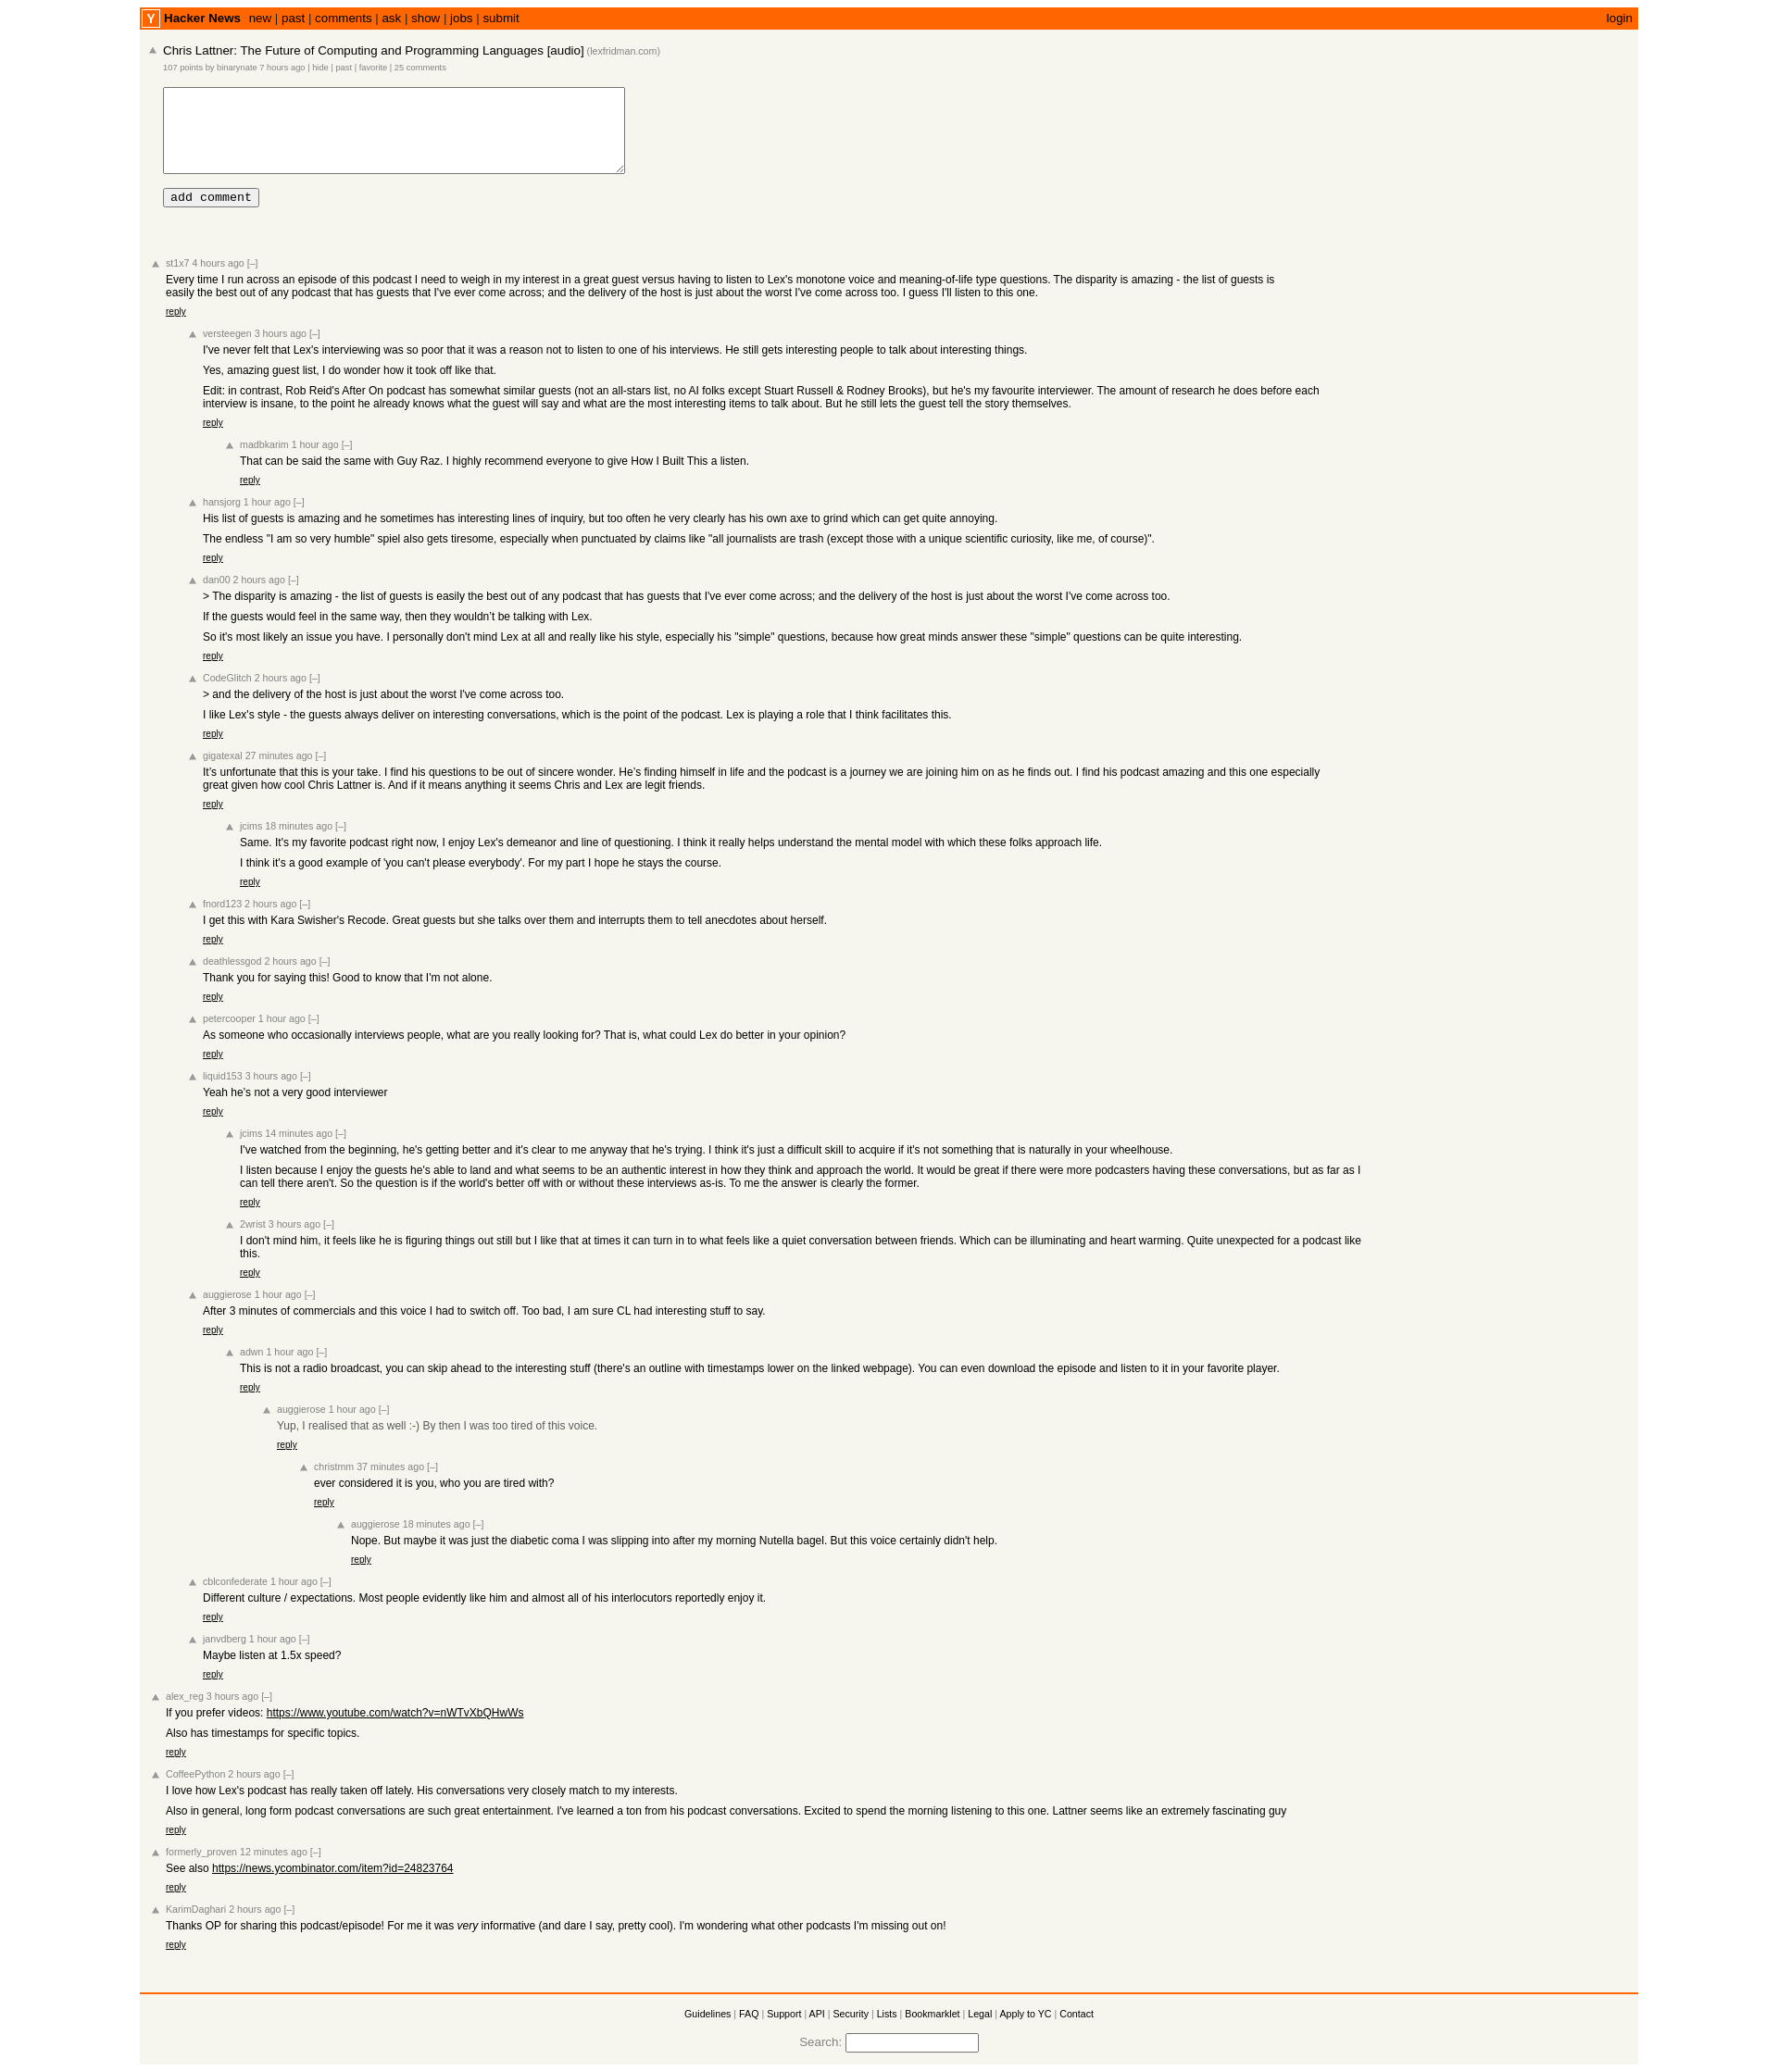 Y Hacker News new | past | comments | ask | show | jobs | submit login
Chris Lattner: The Future of Computing and Programming Languages [audio] (lexfridman.com)
107 points by binarynate 7 hours ago | hide | past | favorite | 25 comments
add comment
st1x7 4 hours ago [–]
Every time I run across an episode of this podcast I need to weigh in my interest in a great guest versus having to listen to Lex's monotone voice and meaning-of-life type questions. The disparity is amazing - the list of guests is
easily the best out of any podcast that has guests that I've ever come across; and the delivery of the host is just about the worst I've come across too. I guess I'll listen to this one.
reply
versteegen 3 hours ago [–]
I've never felt that Lex's interviewing was so poor that it was a reason not to listen to one of his interviews. He still gets interesting people to talk about interesting things.
Yes, amazing guest list, I do wonder how it took off like that.
Edit: in contrast, Rob Reid's After On podcast has somewhat similar guests (not an all-stars list, no AI folks except Stuart Russell & Rodney Brooks), but he's my favourite interviewer. The amount of research he does before each
interview is insane, to the point he already knows what the guest will say and what are the most interesting items to talk about. But he still lets the guest tell the story themselves.
reply
madbkarim 1 hour ago [–]
That can be said the same with Guy Raz. I highly recommend everyone to give How I Built This a listen.
reply
hansjorg 1 hour ago [–]
His list of guests is amazing and he sometimes has interesting lines of inquiry, but too often he very clearly has his own axe to grind which can get quite annoying.
The endless "I am so very humble" spiel also gets tiresome, especially when punctuated by claims like "all journalists are trash (except those with a unique scientific curiosity, like me, of course)".
reply
dan00 2 hours ago [–]
> The disparity is amazing - the list of guests is easily the best out of any podcast that has guests that I've ever come across; and the delivery of the host is just about the worst I've come across too.
If the guests would feel in the same way, then they wouldn’t be talking with Lex.
So it's most likely an issue you have. I personally don't mind Lex at all and really like his style, especially his "simple" questions, because how great minds answer these "simple" questions can be quite interesting.
reply
CodeGlitch 2 hours ago [–]
> and the delivery of the host is just about the worst I've come across too.
I like Lex's style - the guests always deliver on interesting conversations, which is the point of the podcast. Lex is playing a role that I think facilitates this.
reply
gigatexal 27 minutes ago [–]
It’s unfortunate that this is your take. I find his questions to be out of sincere wonder. He’s finding himself in life and the podcast is a journey we are joining him on as he finds out. I find his podcast amazing and this one especially
great given how cool Chris Lattner is. And if it means anything it seems Chris and Lex are legit friends.
reply
jcims 18 minutes ago [–]
Same. It's my favorite podcast right now, I enjoy Lex's demeanor and line of questioning. I think it really helps understand the mental model with which these folks approach life.
I think it's a good example of 'you can't please everybody'. For my part I hope he stays the course.
reply
fnord123 2 hours ago [–]
I get this with Kara Swisher's Recode. Great guests but she talks over them and interrupts them to tell anecdotes about herself.
reply
deathlessgod 2 hours ago [–]
Thank you for saying this! Good to know that I'm not alone.
reply
petercooper 1 hour ago [–]
As someone who occasionally interviews people, what are you really looking for? That is, what could Lex do better in your opinion?
reply
liquid153 3 hours ago [–]
Yeah he’s not a very good interviewer
reply
jcims 14 minutes ago [–]
I've watched from the beginning, he's getting better and it's clear to me anyway that he's trying. I think it's just a difficult skill to acquire if it's not something that is naturally in your wheelhouse.
I listen because I enjoy the guests he's able to land and what seems to be an authentic interest in how they think and approach the world. It would be great if there were more podcasters having these conversations, but as far as I
can tell there aren't. So the question is if the world's better off with or without these interviews as-is. To me the answer is clearly the former.
reply
2wrist 3 hours ago [–]
I don't mind him, it feels like he is figuring things out still but I like that at times it can turn in to what feels like a quiet conversation between friends. Which can be illuminating and heart warming. Quite unexpected for a podcast like
this.
reply
auggierose 1 hour ago [–]
After 3 minutes of commercials and this voice I had to switch off. Too bad, I am sure CL had interesting stuff to say.
reply
adwn 1 hour ago [–]
This is not a radio broadcast, you can skip ahead to the interesting stuff (there's an outline with timestamps lower on the linked webpage). You can even download the episode and listen to it in your favorite player.
reply
auggierose 1 hour ago [–]
Yup, I realised that as well :-) By then I was too tired of this voice.
reply
christmm 37 minutes ago [–]
ever considered it is you, who you are tired with?
reply
auggierose 18 minutes ago [–]
Nope. But maybe it was just the diabetic coma I was slipping into after my morning Nutella bagel. But this voice certainly didn't help.
reply
cblconfederate 1 hour ago [–]
Different culture / expectations. Most people evidently like him and almost all of his interlocutors reportedly enjoy it.
reply
janvdberg 1 hour ago [–]
Maybe listen at 1.5x speed?
reply
alex_reg 3 hours ago [–]
If you prefer videos: https://www.youtube.com/watch?v=nWTvXbQHwWs
Also has timestamps for specific topics.
reply
CoffeePython 2 hours ago [–]
I love how Lex's podcast has really taken off lately. His conversations very closely match to my interests.
Also in general, long form podcast conversations are such great entertainment. I've learned a ton from his podcast conversations. Excited to spend the morning listening to this one. Lattner seems like an extremely fascinating guy
reply
formerly_proven 12 minutes ago [–]
See also https://news.ycombinator.com/item?id=24823764
reply
KarimDaghari 2 hours ago [–]
Thanks OP for sharing this podcast/episode! For me it was very informative (and dare I say, pretty cool). I'm wondering what other podcasts I'm missing out on!
reply
Guidelines | FAQ | Support | API | Security | Lists | Bookmarklet | Legal | Apply to YC | Contact
Search: